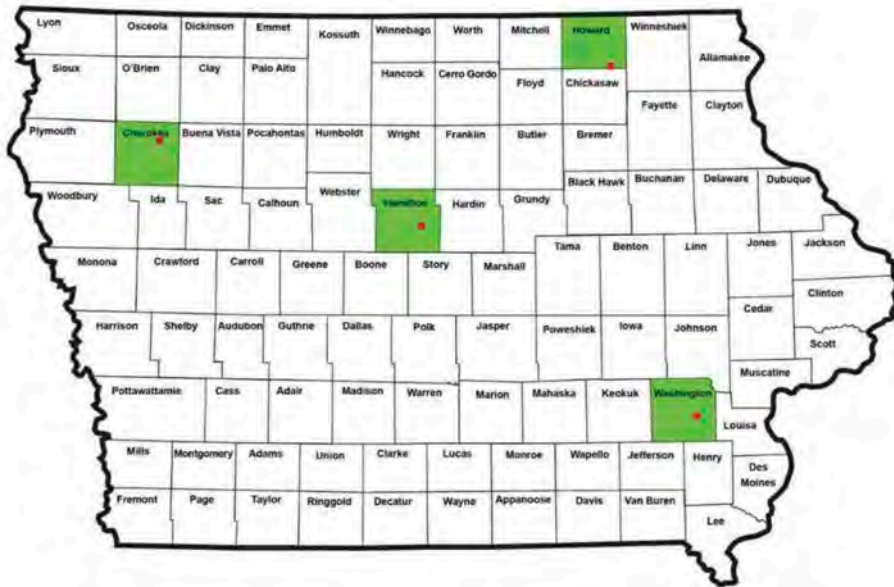 Lyon
Osceola
Dickinson
Emmet
Kossuth
Winnebago
Worth
Mitchell
Howard
Winneshiek
Allamakee
Sioux
O'Brien
Clay
Palo Alto
Hancock
Cerro Gordo
Floyd
Chickasaw
Fayette
Clayton
Plymouth
Cherokee
Buena Vista
Pocahontas
Humboldt
Wright
Franklin
Butler
Bremer
Woodbury
Ida
Sac
Calhoun
Webster
Hamilton
Hardin
Grundy
Black Hawk
Buchanan
Delaware
Dubuque
Monona
Crawford
Carroll
Greene
Boone
Story
Marshall
Tama
Benton
Linn
Jones
Jackson
Clinton
Cedar
Scott
Harrison
Shelby
Audubon
Guthrie
Dallas
Polk
Jasper
Poweshiek
Iowa
Johnson
Muscatine
Pottawattamie
Cass
Adair
Madison
Warren
Marion
Mahaska
Keokuk
Washington
Louisa
Mills
Montgomery
Adams
Union
Clarke
Lucas
Monroe
Wapello
Jefferson
Henry
Des
Moines
Fremont
Page
Taylor
Ringgold
Decatur
Wayne
Appanoose
Davis
Van Buren
Lee